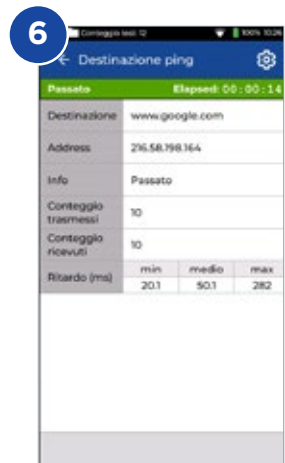 6
Conteggio test: 12 100% 10:26
← Destinazione ping
Passato Elapsed: 00:00:14
Destinazione www.google.com
Address 216.58.198.164
Info Passato
Conteggio
trasmessi 10
Conteggio
ricevuti 10
Ritardo (ms) min medio max
20.1 50.1 282